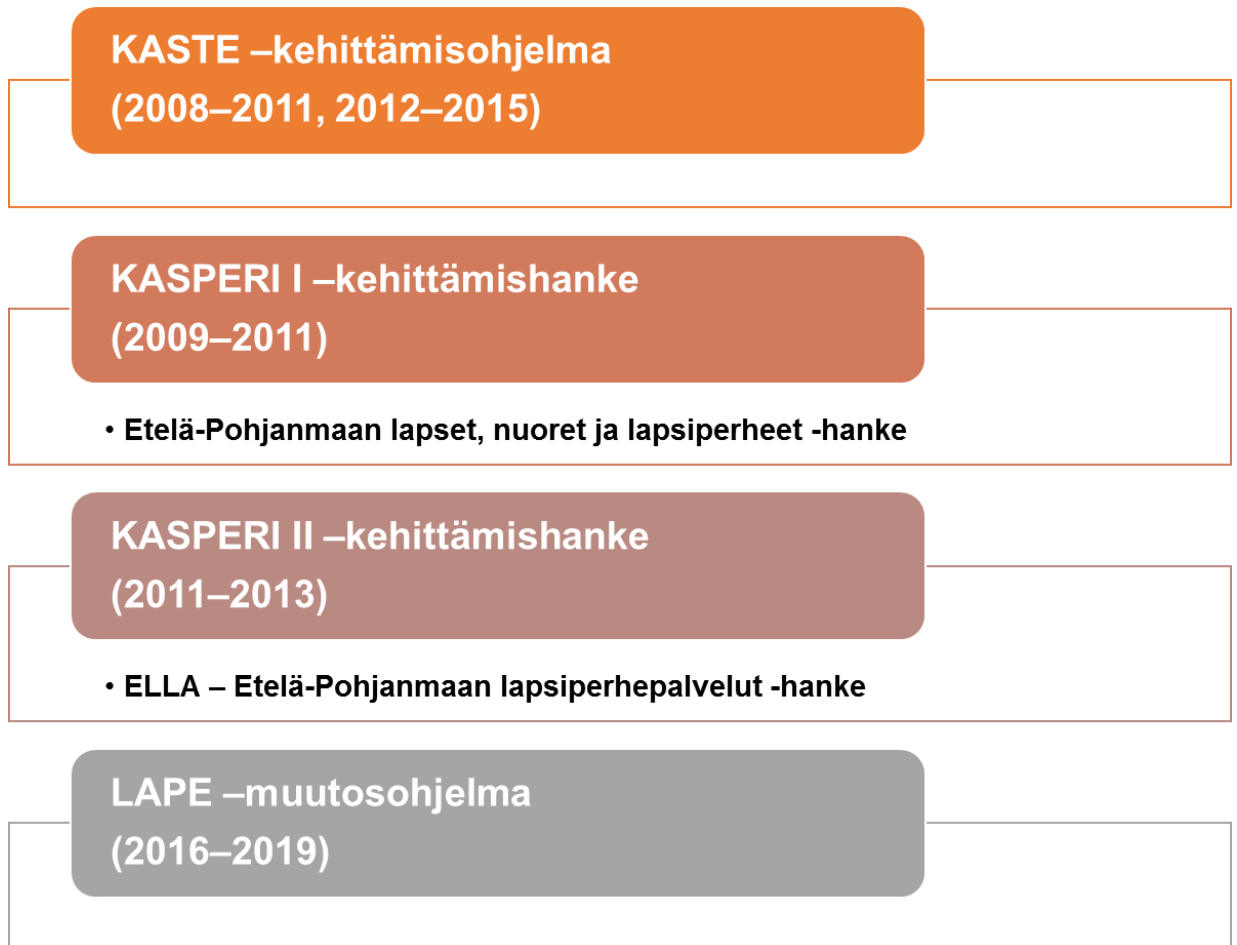 KASTE –kehittämisohjelma
(2008–2011, 2012–2015)
KASPERI I –kehittämishanke
(2009–2011)
• Etelä-Pohjanmaan lapset, nuoret ja lapsiperheet -hanke
KASPERI II –kehittämishanke
(2011–2013)
• ELLA – Etelä-Pohjanmaan lapsiperhepalvelut -hanke
LAPE –muutosohjelma
(2016–2019)